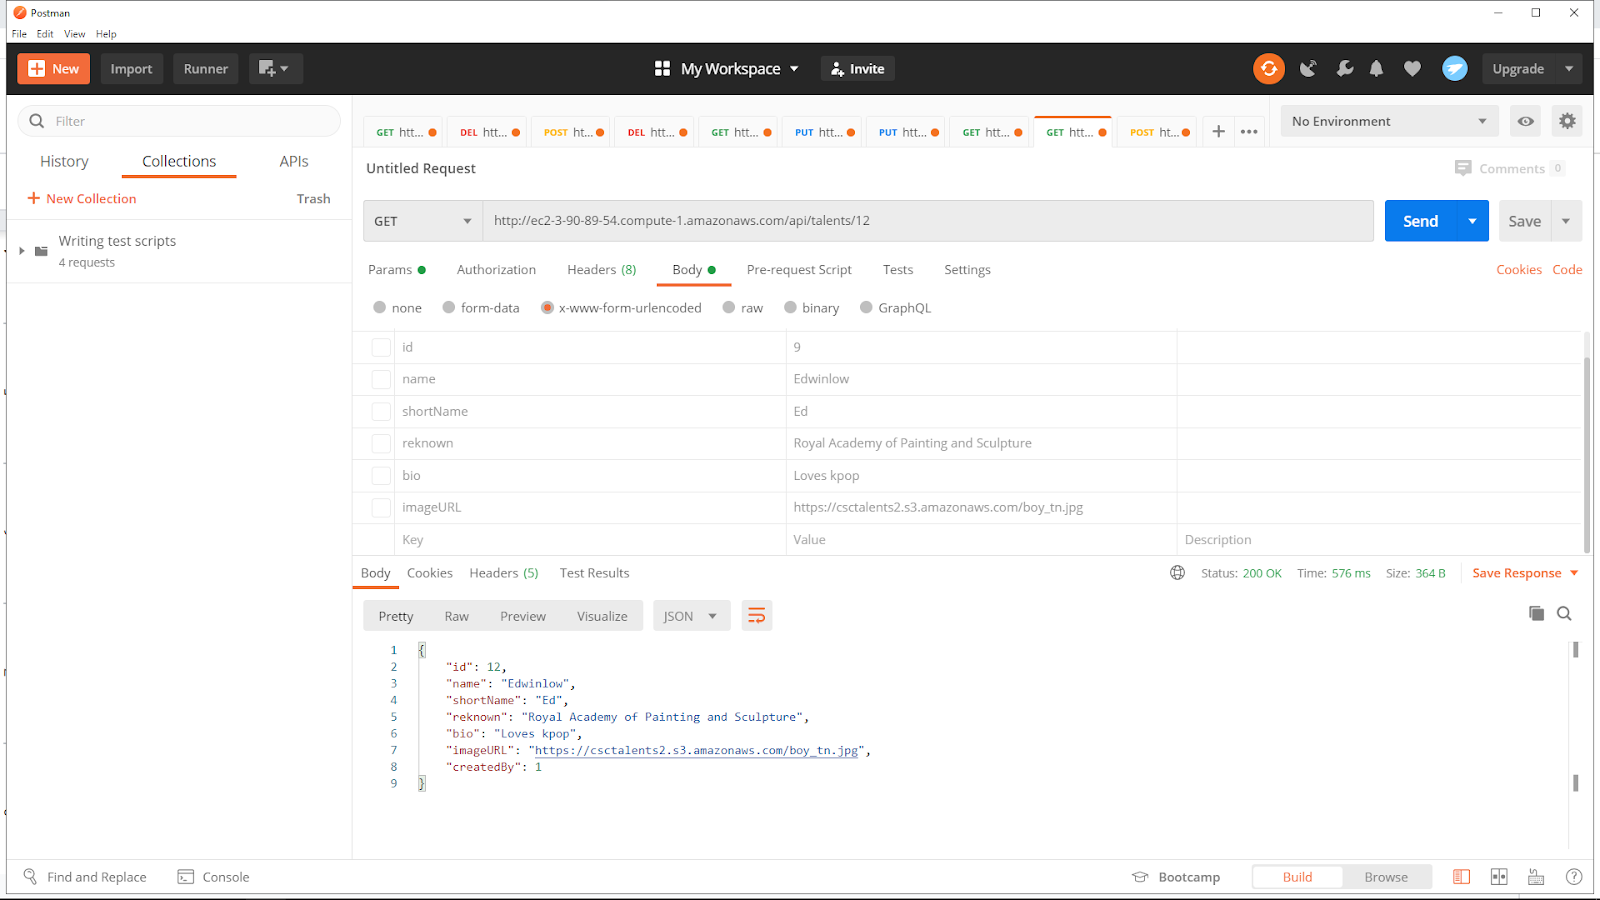 Postman
File Edit View Help
New Import Runner My Workspace Invite Upgrade
Filter
History Collections APIs
New Collection Trash
Writing test scripts
4 requests
GET htt... DEL htt... POST ht... DEL htt... GET htt... PUT htt... PUT htt... GET htt... GET htt... POST ht... No Environment
Untitled Request Comments 0
GET http://ec2-3-90-89-54.compute-1.amazonaws.com/api/talents/12 Send Save
Params Authorization Headers (8) Body Pre-request Script Tests Settings Cookies Code
none form-data x-www-form-urlencoded raw binary GraphQL
id 9
name Edwinlow
shortName Ed
reknown Royal Academy of Painting and Sculpture
bio Loves kpop
imageURL https://csctalents2.s3.amazonaws.com/boy_tn.jpg
Key Value Description
Body Cookies Headers (5) Test Results Status: 200 OK Time: 576 ms Size: 364 B Save Response
Pretty Raw Preview Visualize JSON
1 {
2 "id": 12,
3 "name": "Edwinlow",
4 "shortName": "Ed",
5 "reknown": "Royal Academy of Painting and Sculpture",
6 "bio": "Loves kpop",
7 "imageURL": "https://csctalents2.s3.amazonaws.com/boy_tn.jpg",
8 "createdBy": 1
9 }
Find and Replace Console Bootcamp Build Browse